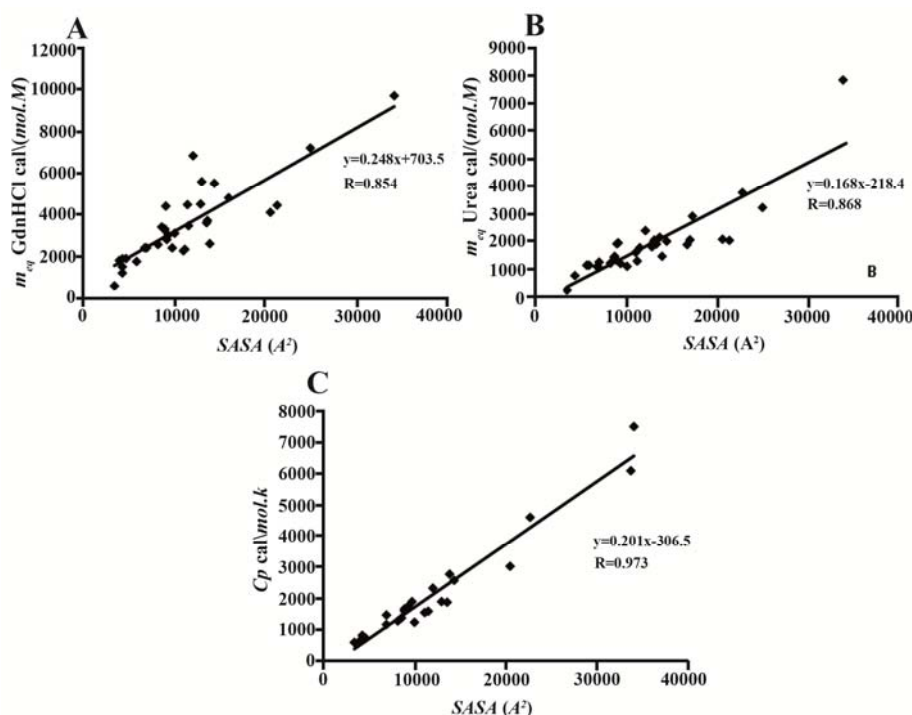 A
12000
10000
8000
6000
4000
2000
0
m_eq GdnHCl cal\(mol.M)
y=0.248x+703.5
R=0.854
0 10000 20000 30000 40000
SASA (A²)
B
9000
8000
7000
6000
5000
4000
3000
2000
1000
0
m_eq Urea cal/(mol.M)
y=0.168x-218.4
R=0.868
B
0 10000 20000 30000 40000
SASA (A²)
C
8000
7000
6000
5000
4000
3000
2000
1000
0
Cp cal\mol.k
y=0.201x-306.5
R=0.973
0 10000 20000 30000 40000
SASA (A²)